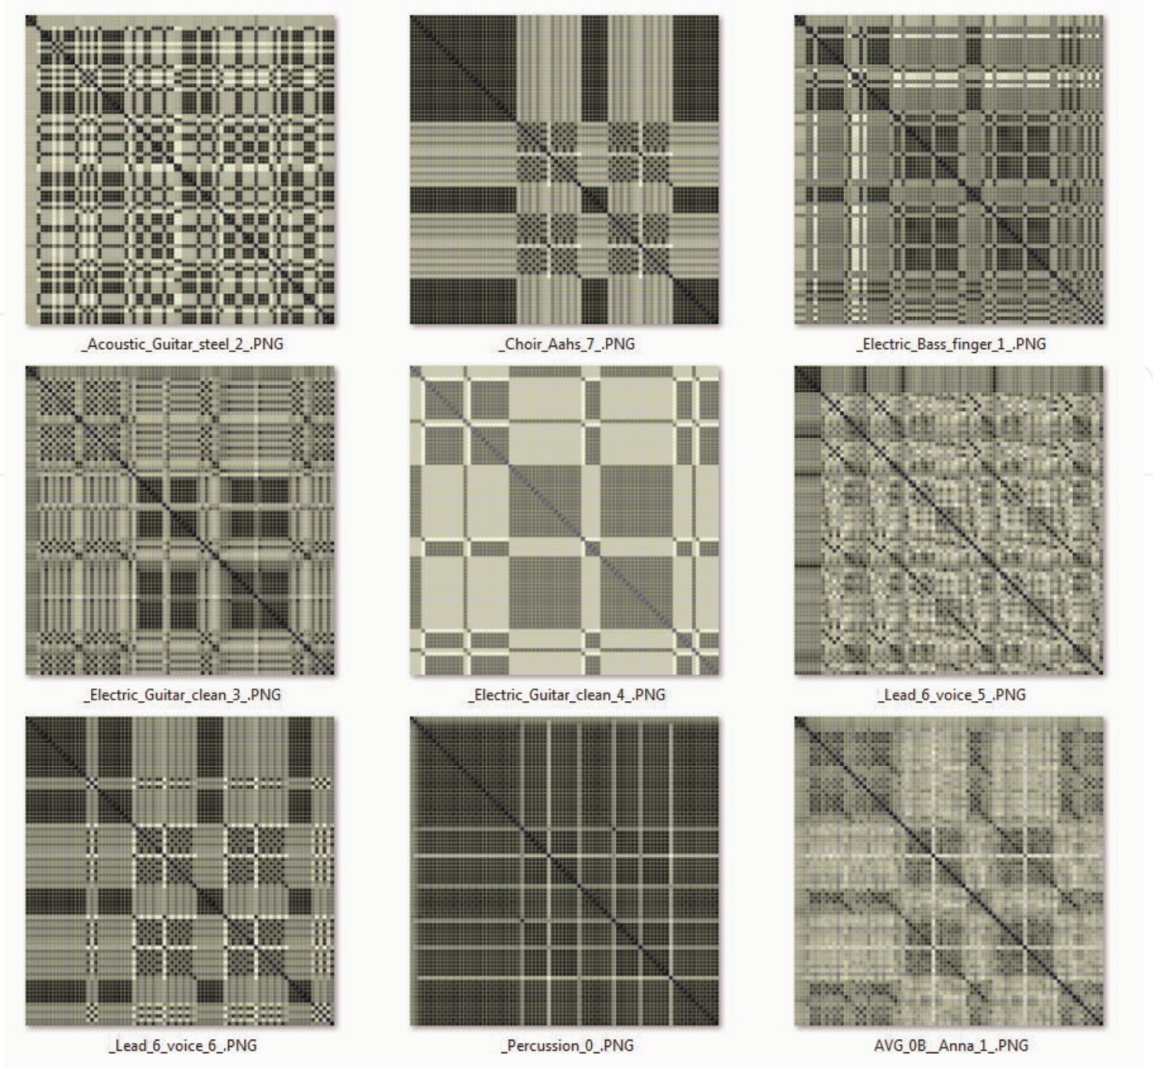 _Acoustic_Guitar_steel_2_.PNG
_Choir_Aahs_7_.PNG
_Electric_Bass_finger_1_.PNG
_Electric_Guitar_clean_3_.PNG
_Electric_Guitar_clean_4_.PNG
_Lead_6_voice_5_.PNG
_Lead_6_voice_6_.PNG
_Percussion_0_.PNG
AVG_0B__Anna_1_.PNG